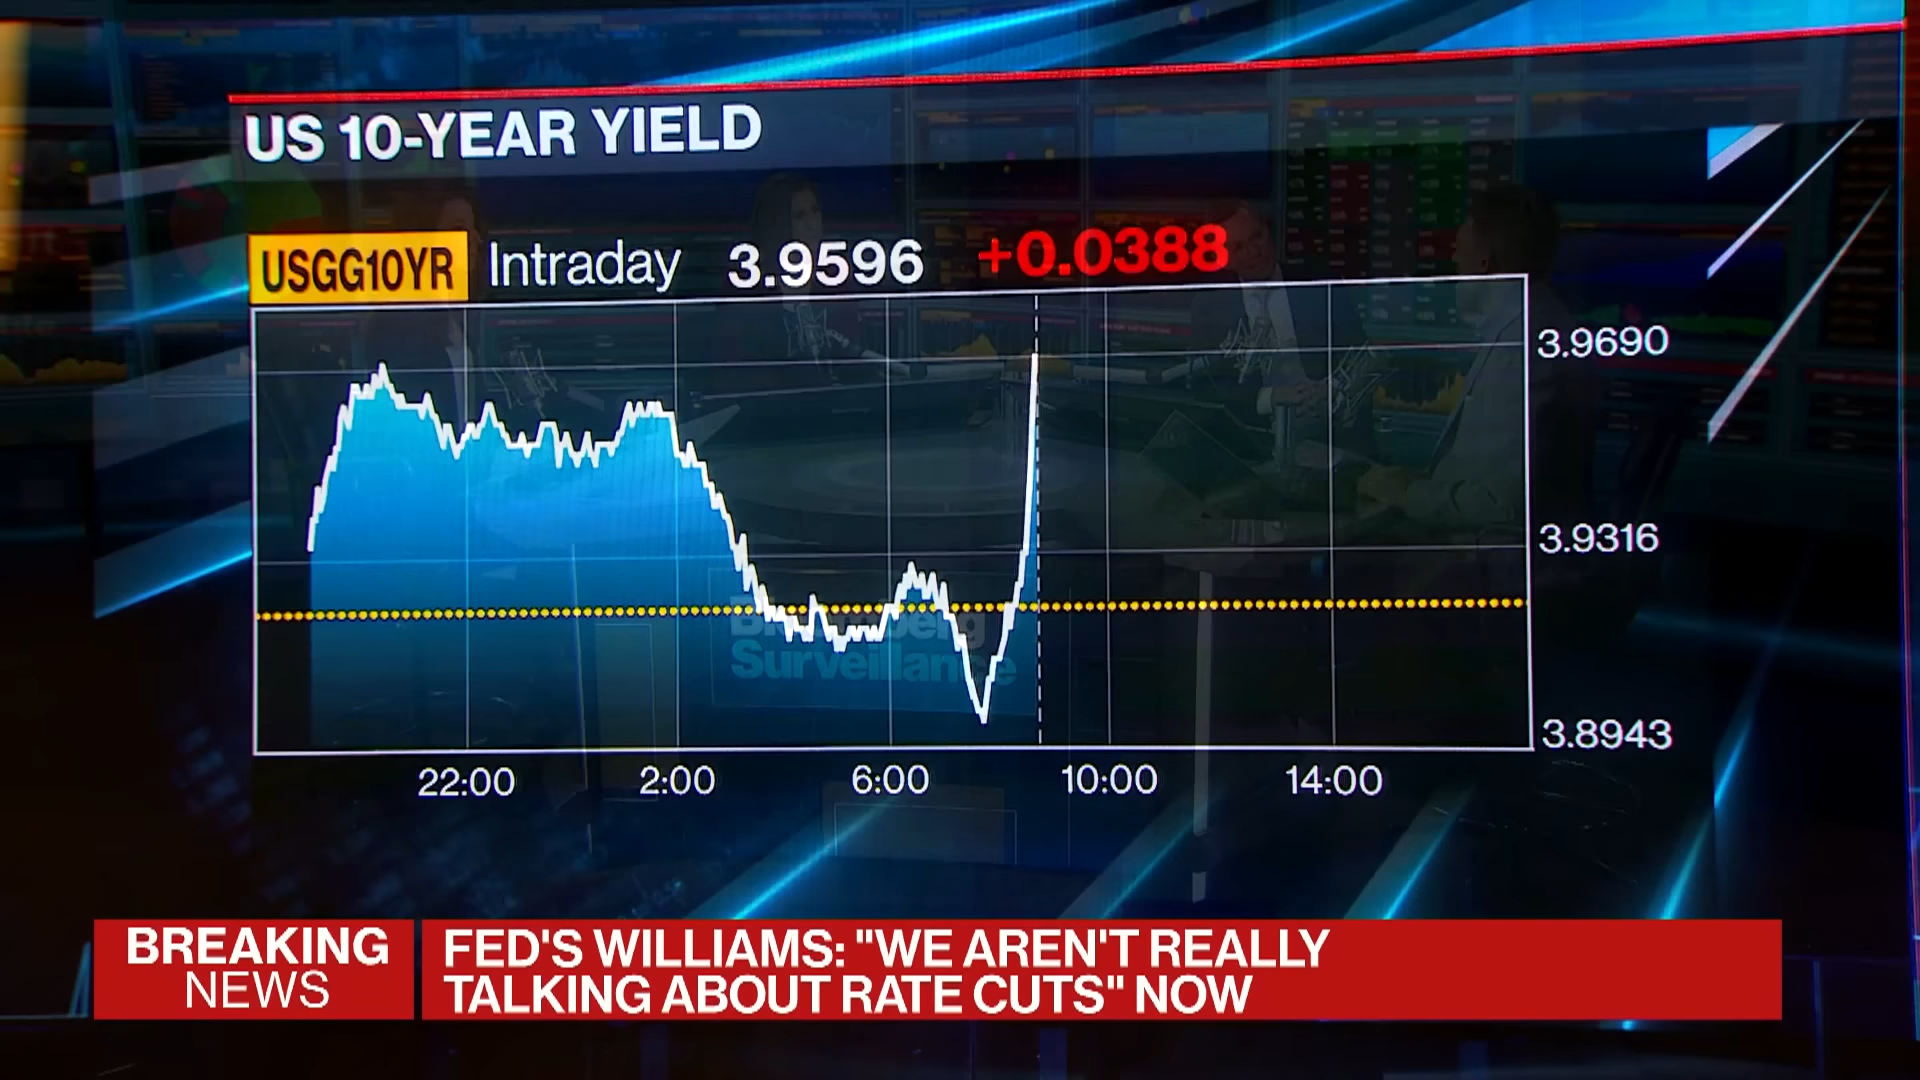 US 10-YEAR YIELD
USGG10YR Intraday 3.9596 +0.0388
3.9690
3.9316
3.8943
Bloomberg
Surveillance
22:00 2:00 6:00 10:00 14:00
BREAKING
NEWS
FED'S WILLIAMS: "WE AREN'T REALLY
TALKING ABOUT RATE CUTS" NOW